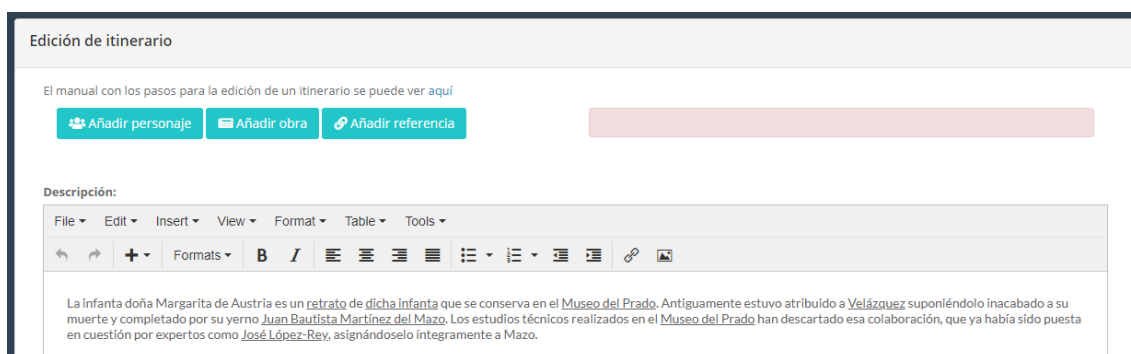 Edición de itinerario
El manual con los pasos para la edición de un itinerario se puede ver aquí
Añadir personaje Añadir obra Añadir referencia
Descripción:
File Edit Insert View Format Table Tools
Formats B I
La infanta doña Margarita de Austria es un retrato de dicha infanta que se conserva en el Museo del Prado. Antiguamente estuvo atribuido a Velázquez suponiéndolo inacabado a su
muerte y completado por su yerno Juan Bautista Martínez del Mazo. Los estudios técnicos realizados en el Museo del Prado han descartado esa colaboración, que ya había sido puesta
en cuestión por expertos como José López-Rey, asignándoselo íntegramente a Mazo.